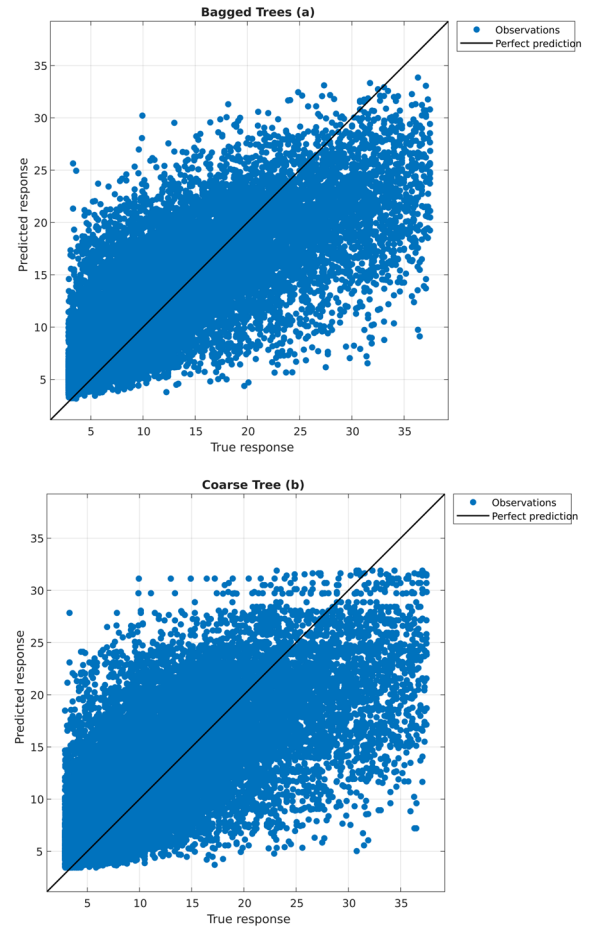 Bagged Trees (a)
Observations
Perfect prediction
35
30
25
20
15
10
5
Predicted response
5 10 15 20 25 30 35
True response
Coarse Tree (b)
Observations
Perfect prediction
35
30
25
20
15
10
5
Predicted response
5 10 15 20 25 30 35
True response